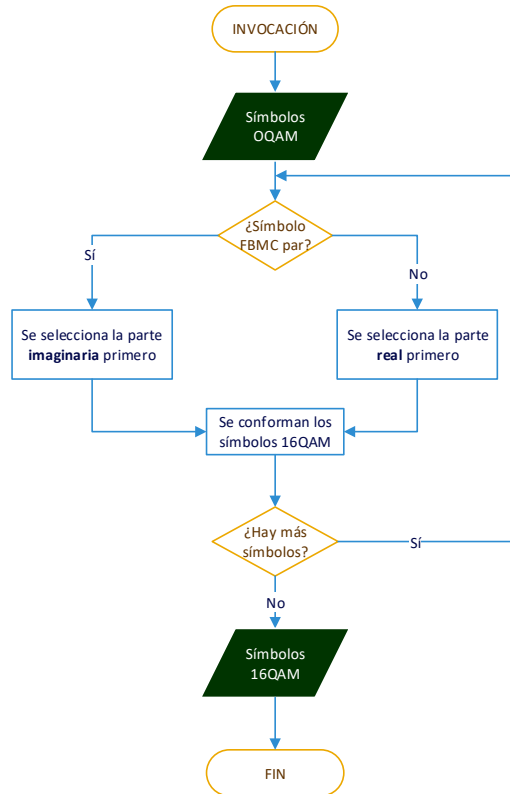 INVOCACIÓN
Símbolos
OQAM
¿Símbolo
FBMC par?
Sí
No
Se selecciona la parte
imaginaria primero
Se selecciona la parte
real primero
Se conforman los
símbolos 16QAM
¿Hay más
símbolos?
Sí
No
Símbolos
16QAM
FIN